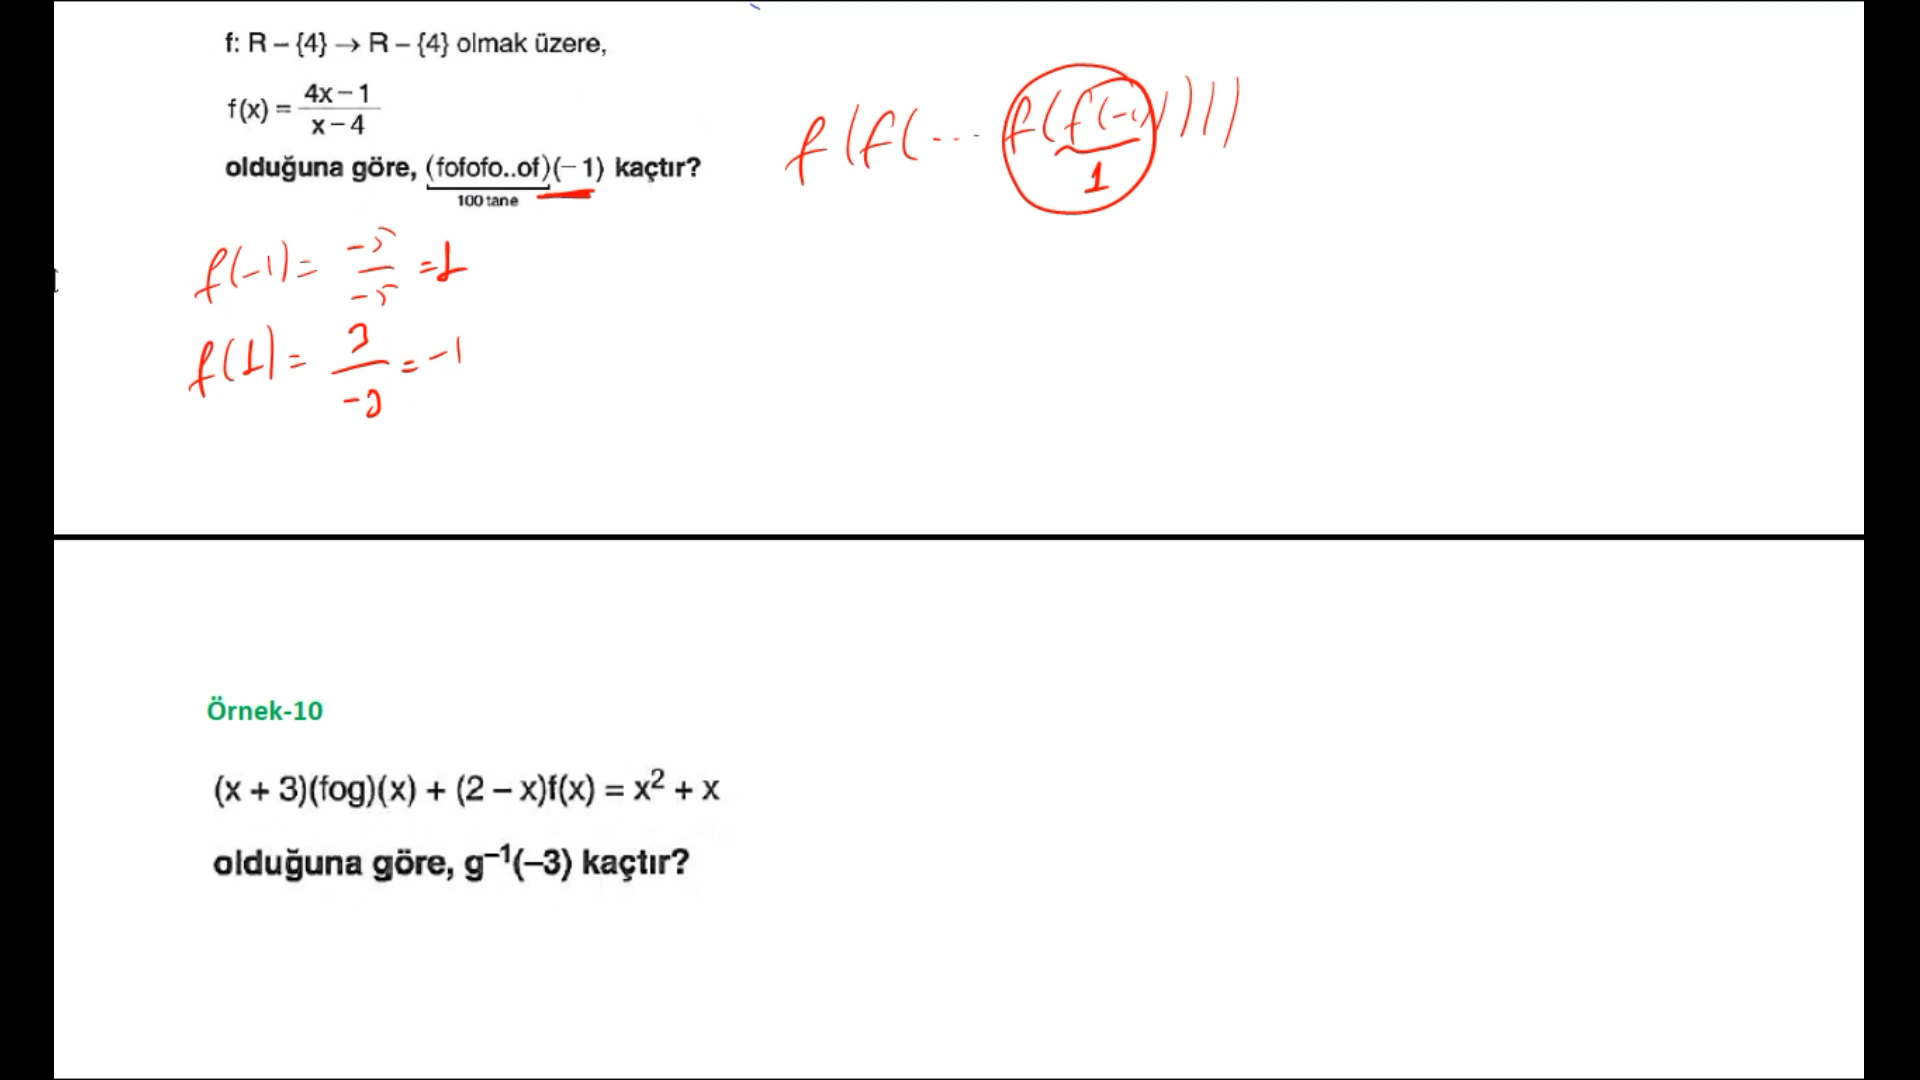 f: R – {4} → R – {4} olmak üzere,
f(x) = (4x – 1)/(x – 4)
olduğuna göre, (fofofo..of)(– 1) kaçtır?
100 tane
f(f(... f(f(-1)))))
1
f(-1) = -5/-5 = 1
f(1) = 3/-3 = -1
Örnek-10
(x + 3)(fog)(x) + (2 – x)f(x) = x² + x
olduğuna göre, g⁻¹(–3) kaçtır?